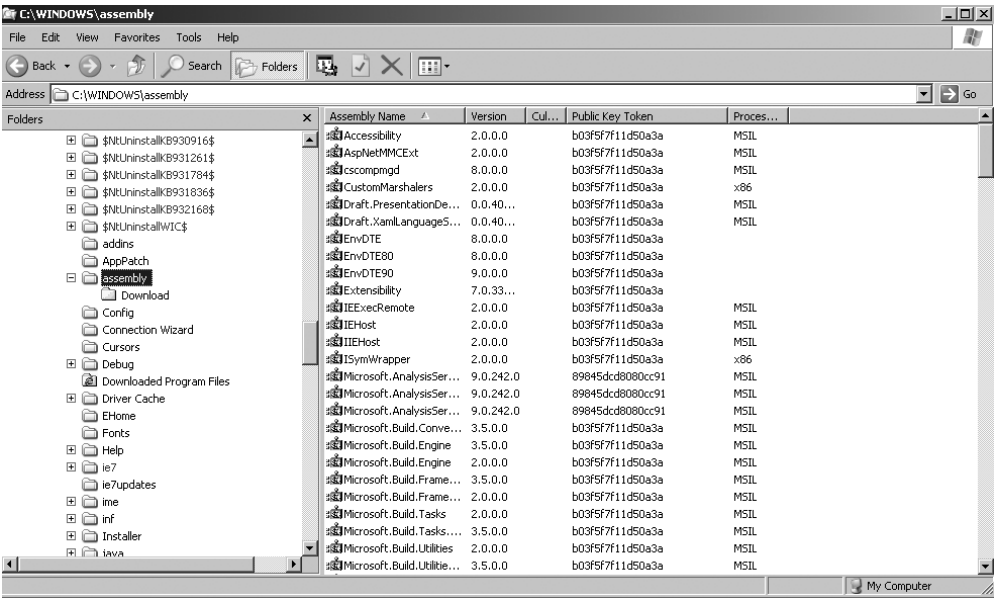 C:\WINDOWS\assembly
File Edit View Favorites Tools Help
Back Search Folders
Address C:\WINDOWS\assembly Go
Folders
$NtUninstallKB930916$
$NtUninstallKB931261$
$NtUninstallKB931784$
$NtUninstallKB931836$
$NtUninstallKB932168$
$NtUninstallWIC$
addins
AppPatch
assembly
Download
Config
Connection Wizard
Cursors
Debug
Downloaded Program Files
Driver Cache
EHome
Fonts
Help
ie7
ie7updates
ime
inf
Installer
java
Assembly Name Version Cul... Public Key Token Proces...
Accessibility 2.0.0.0 b03f5f7f11d50a3a MSIL
AspNetMMCExt 2.0.0.0 b03f5f7f11d50a3a MSIL
cscompmgd 8.0.0.0 b03f5f7f11d50a3a MSIL
CustomMarshalers 2.0.0.0 b03f5f7f11d50a3a x86
Draft.PresentationDe... 0.0.40... b03f5f7f11d50a3a MSIL
Draft.XamlLanguageS... 0.0.40... b03f5f7f11d50a3a MSIL
EnvDTE 8.0.0.0 b03f5f7f11d50a3a
EnvDTE80 8.0.0.0 b03f5f7f11d50a3a
EnvDTE90 9.0.0.0 b03f5f7f11d50a3a
Extensibility 7.0.33... b03f5f7f11d50a3a
IEExecRemote 2.0.0.0 b03f5f7f11d50a3a MSIL
IEHost 2.0.0.0 b03f5f7f11d50a3a MSIL
IIEHost 2.0.0.0 b03f5f7f11d50a3a MSIL
ISymWrapper 2.0.0.0 b03f5f7f11d50a3a x86
Microsoft.AnalysisSer... 9.0.242.0 89845dcd8080cc91 MSIL
Microsoft.AnalysisSer... 9.0.242.0 89845dcd8080cc91 MSIL
Microsoft.AnalysisSer... 9.0.242.0 89845dcd8080cc91 MSIL
Microsoft.Build.Conve... 3.5.0.0 b03f5f7f11d50a3a MSIL
Microsoft.Build.Engine 3.5.0.0 b03f5f7f11d50a3a MSIL
Microsoft.Build.Engine 2.0.0.0 b03f5f7f11d50a3a MSIL
Microsoft.Build.Frame... 3.5.0.0 b03f5f7f11d50a3a MSIL
Microsoft.Build.Frame... 2.0.0.0 b03f5f7f11d50a3a MSIL
Microsoft.Build.Tasks 2.0.0.0 b03f5f7f11d50a3a MSIL
Microsoft.Build.Tasks.... 3.5.0.0 b03f5f7f11d50a3a MSIL
Microsoft.Build.Utilities 2.0.0.0 b03f5f7f11d50a3a MSIL
Microsoft.Build.Utilitie... 3.5.0.0 b03f5f7f11d50a3a MSIL
My Computer